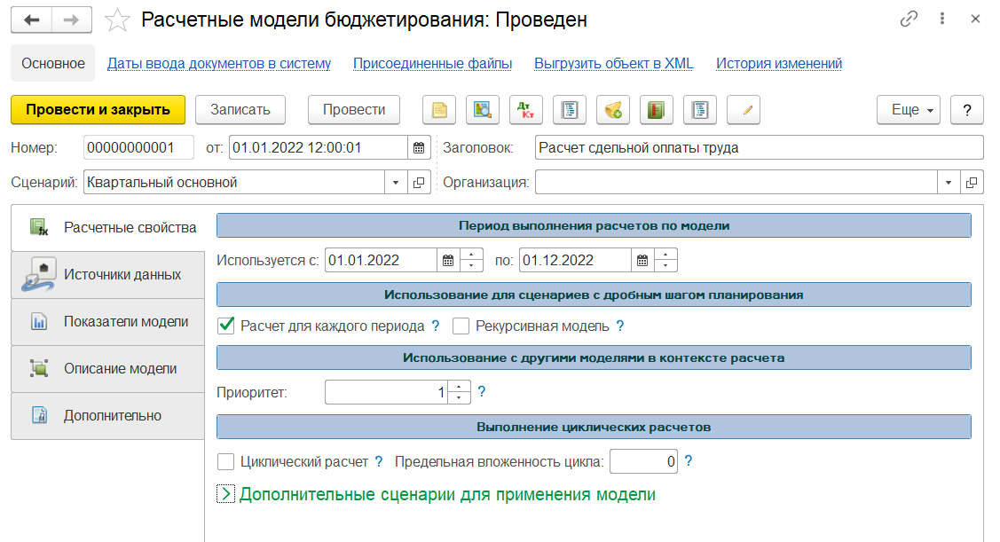 Расчетные модели бюджетирования: Проведен
Основное Даты ввода документов в систему Присоединенные файлы Выгрузить объект в XML История изменений
Провести и закрыть Записать Провести Дт Кт Еще ?
Номер: 00000000001 от: 01.01.2022 12:00:01 Заголовок: Расчет сдельной оплаты труда
Сценарий: Квартальный основной Организация:
Расчетные свойства
Источники данных
Показатели модели
Описание модели
Дополнительно
Период выполнения расчетов по модели
Используется с: 01.01.2022 по: 01.12.2022
Использование для сценариев с дробным шагом планирования
Расчет для каждого периода ? Рекурсивная модель ?
Использование с другими моделями в контексте расчета
Приоритет: 1 ?
Выполнение циклических расчетов
Циклический расчет ? Предельная вложенность цикла: 0 ?
Дополнительные сценарии для применения модели